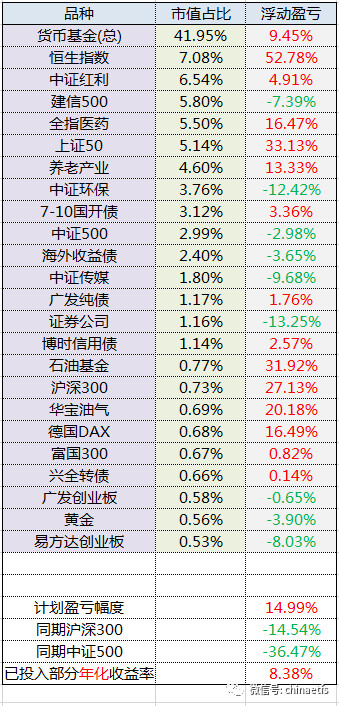 品种 市值占比 浮动盈亏
货币基金(总) 41.95% 9.45%
恒生指数 7.08% 52.78%
中证红利 6.54% 4.91%
建信500 5.80% -7.39%
全指医药 5.50% 16.47%
上证50 5.14% 33.13%
养老产业 4.60% 13.33%
中证环保 3.76% -12.42%
7-10国开债 3.12% 3.36%
中证500 2.99% -2.98%
海外收益债 2.40% -3.65%
中证传媒 1.80% -9.68%
广发纯债 1.17% 1.76%
证券公司 1.16% -13.25%
博时信用债 1.14% 2.57%
石油基金 0.77% 31.92%
沪深300 0.73% 27.13%
华宝油气 0.69% 20.18%
德国DAX 0.68% 16.49%
富国300 0.67% 0.82%
兴全转债 0.66% 0.14%
广发创业板 0.58% -0.65%
黄金 0.56% -3.90%
易方达创业板 0.53% -8.03%
计划盈亏幅度 14.99%
同期沪深300 -14.54%
同期中证500 -36.47%
已投入部分年化收益率 8.38%
微信号: chinaetfs